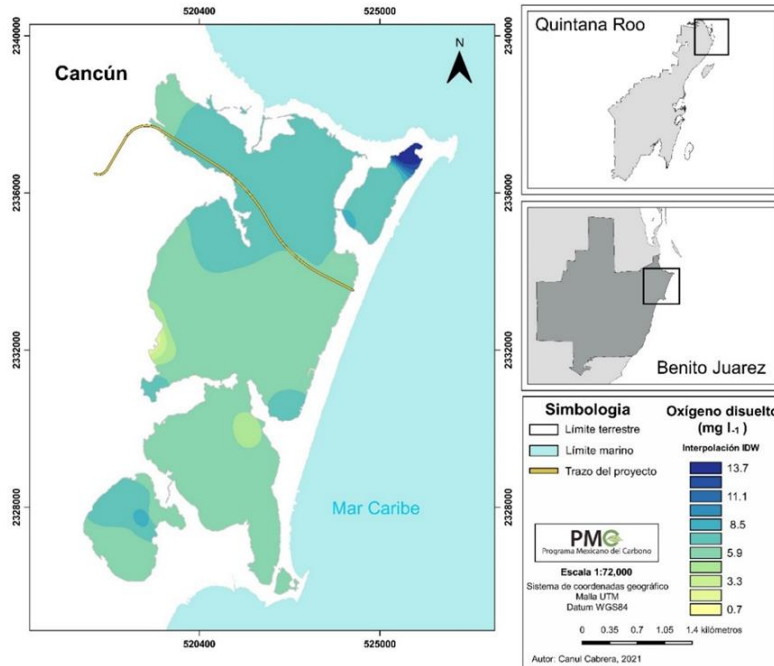 520400
525000
2340000
2336000
2332000
2328000
Cancún
N
Mar Caribe
2340000
2336000
2332000
2328000
520400
525000
Quintana Roo
Benito Juarez
Simbologia
Límite terrestre
Límite marino
Trazo del proyecto
Oxígeno disuelto
(mg l-1 )
Interpolación IDW
13.7
11.1
8.5
5.9
3.3
0.7
PMC
Programa Mexicano del Carbono
Escala 1:72,000
Sistema de coordenadas geográfico
Malla UTM
Datum WGS84
0 0.35 0.7 1.05 1.4 kilómetros
Autor: Canul Cabrera, 2021